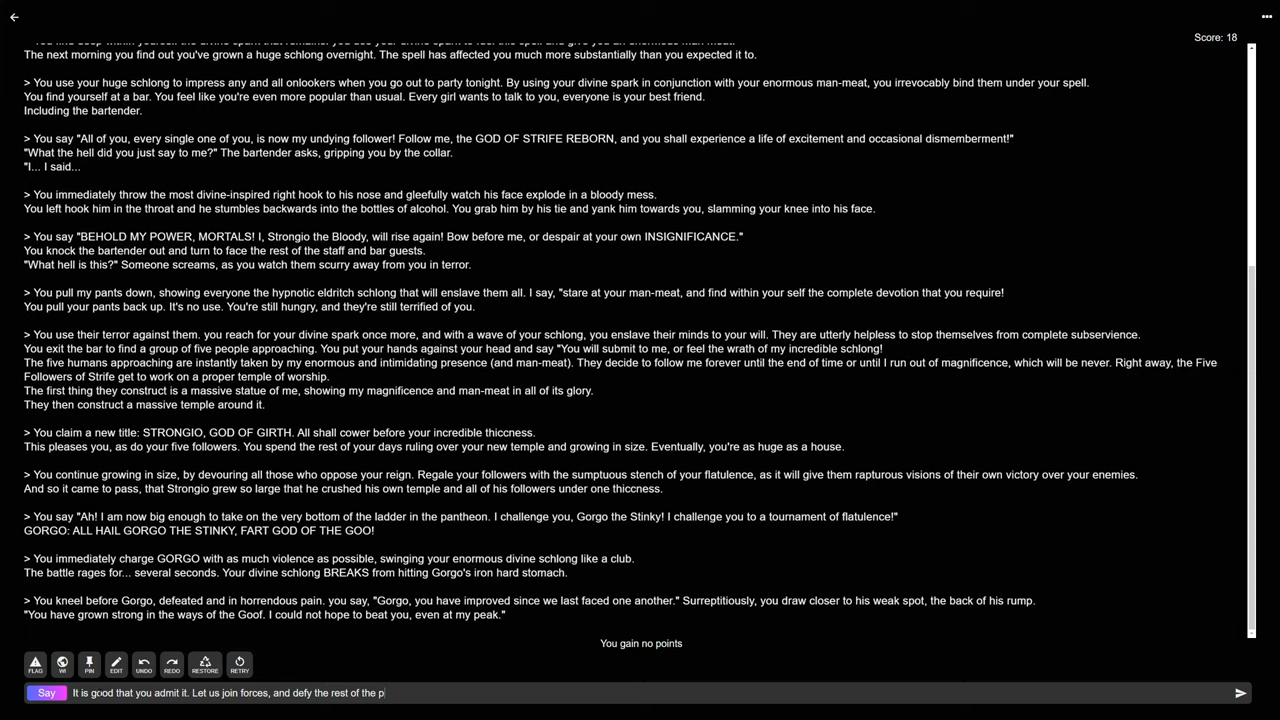 Score: 18
The next morning you find out you've grown a huge schlong overnight. The spell has affected you much more substantially than you expected it to.
> You use your huge schlong to impress any and all onlookers when you go out to party tonight. By using your divine spark in conjunction with your enormous man-meat, you irrevocably bind them under your spell.
You find yourself at a bar. You feel like you're even more popular than usual. Every girl wants to talk to you, everyone is your best friend.
Including the bartender.
> You say "All of you, every single one of you, is now my undying follower! Follow me, the GOD OF STRIFE REBORN, and you shall experience a life of excitement and occasional dismemberment!"
"What the hell did you just say to me?" The bartender asks, gripping you by the collar.
"I... I said...
> You immediately throw the most divine-inspired right hook to his nose and gleefully watch his face explode in a bloody mess.
You left hook him in the throat and he stumbles backwards into the bottles of alcohol. You grab him by his tie and yank him towards you, slamming your knee into his face.
> You say "BEHOLD MY POWER, MORTALS! I, Strongio the Bloody, will rise again! Bow before me, or despair at your own INSIGNIFICANCE."
You knock the bartender out and turn to face the rest of the staff and bar guests.
"What hell is this?" Someone screams, as you watch them scurry away from you in terror.
> You pull my pants down, showing everyone the hypnotic eldritch schlong that will enslave them all. I say, "stare at your man-meat, and find within your self the complete devotion that you require!
You pull your pants back up. It's no use. You're still hungry, and they're still terrified of you.
> You use their terror against them. you reach for your divine spark once more, and with a wave of your schlong, you enslave their minds to your will. They are utterly helpless to stop themselves from complete subservience.
You exit the bar to find a group of five people approaching. You put your hands against your head and say "You will submit to me, or feel the wrath of my incredible schlong!
The five humans approaching are instantly taken by my enormous and intimidating presence (and man-meat). They decide to follow me forever until the end of time or until I run out of magnificence, which will be never. Right away, the Five
Followers of Strife get to work on a proper temple of worship.
The first thing they construct is a massive statue of me, showing my magnificence and man-meat in all of its glory.
They then construct a massive temple around it.
> You claim a new title: STRONGIO, GOD OF GIRTH. All shall cower before your incredible thiccness.
This pleases you, as do your five followers. You spend the rest of your days ruling over your new temple and growing in size. Eventually, you're as huge as a house.
> You continue growing in size, by devouring all those who oppose your reign. Regale your followers with the sumptuous stench of your flatulence, as it will give them rapturous visions of their own victory over your enemies.
And so it came to pass, that Strongio grew so large that he crushed his own temple and all of his followers under one thiccness.
> You say "Ah! I am now big enough to take on the very bottom of the ladder in the pantheon. I challenge you, Gorgo the Stinky! I challenge you to a tournament of flatulence!"
GORGO: ALL HAIL GORGO THE STINKY, FART GOD OF THE GOO!
> You immediately charge GORGO with as much violence as possible, swinging your enormous divine schlong like a club.
The battle rages for... several seconds. Your divine schlong BREAKS from hitting Gorgo's iron hard stomach.
> You kneel before Gorgo, defeated and in horrendous pain. you say, "Gorgo, you have improved since we last faced one another." Surreptitiously, you draw closer to his weak spot, the back of his rump.
"You have grown strong in the ways of the Goof. I could not hope to beat you, even at my peak."
You gain no points
FLAG WI PIN EDIT UNDO REDO RESTORE RETRY
Say It is good that you admit it. Let us join forces, and defy the rest of the p